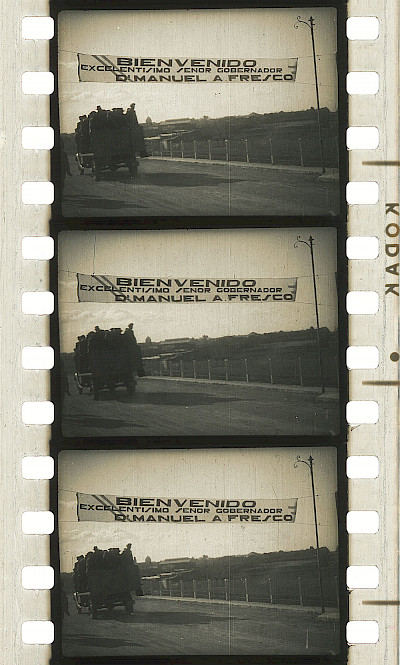 BIENVENIDO
EXCELENTISIMO SEÑOR GOBERNADOR
D. MANUEL A FRESCO
BIENVENIDO
EXCELENTISIMO SEÑOR GOBERNADOR
D. MANUEL A. FRESCO
BIENVENIDO
EXCELENTISIMO SEÑOR GOBERNADOR
D. MANUEL A. FRESCO
KODAK